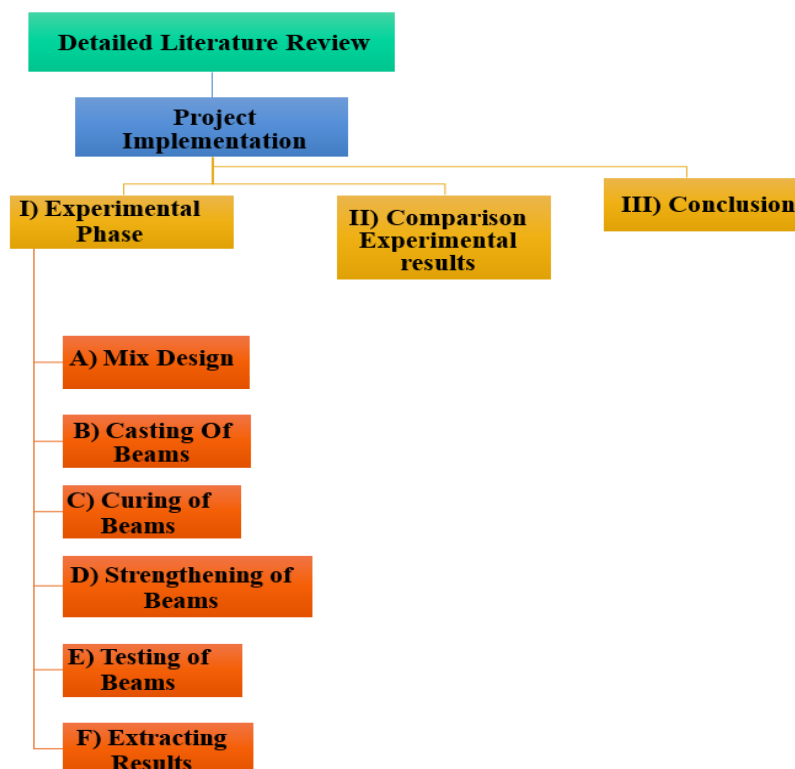 Detailed Literature Review
Project
Implementation
I) Experimental
Phase
II) Comparison
Experimental
results
III) Conclusion
A) Mix Design
B) Casting Of
Beams
C) Curing of
Beams
D) Strengthening of
Beams
E) Testing of
Beams
F) Extracting
Results